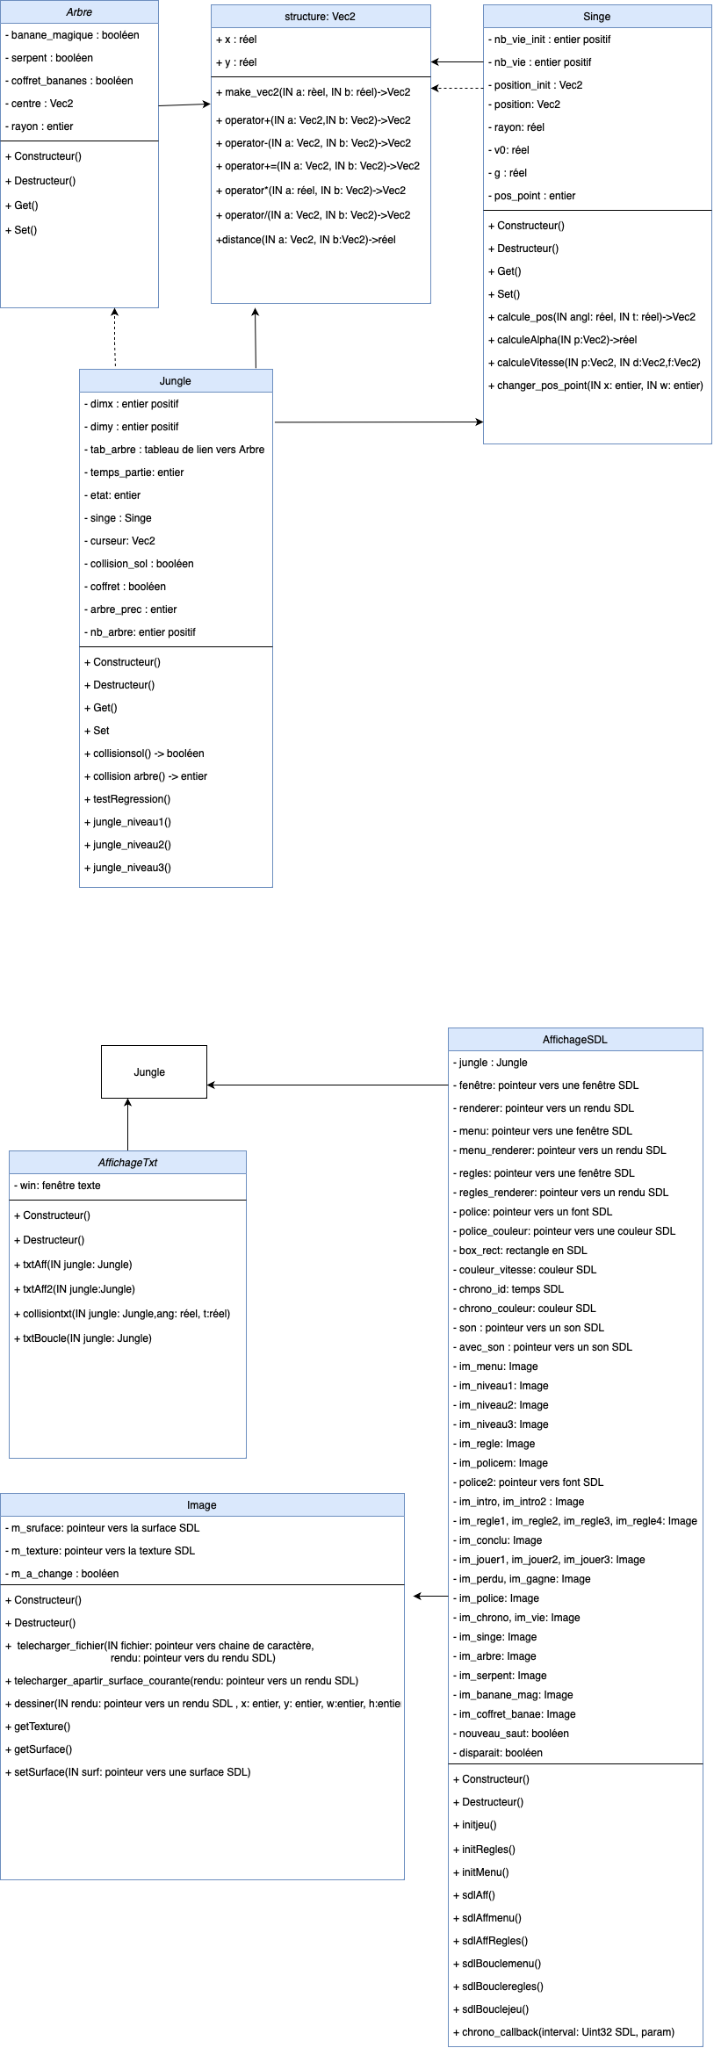 Arbre
- banane_magique : booléen
- serpent : booléen
- coffret_bananes : booléen
- centre : Vec2
- rayon : entier
+ Constructeur()
+ Destructeur()
+ Get()
+ Set()
structure: Vec2
+ x : réel
+ y : réel
+ make_vec2(IN a: rèel, IN b: réel)->Vec2
+ operator+(IN a: Vec2,IN b: Vec2)->Vec2
+ operator-(IN a: Vec2, IN b: Vec2)->Vec2
+ operator+=(IN a: Vec2, IN b: Vec2)->Vec2
+ operator*(IN a: réel, IN b: Vec2)->Vec2
+ operator/(IN a: Vec2, IN b: Vec2)->Vec2
+distance(IN a: Vec2, IN b:Vec2)->réel
Singe
- nb_vie_init : entier positif
- nb_vie : entier positif
- position_init : Vec2
- position: Vec2
- rayon: réel
- v0: réel
- g : réel
- pos_point : entier
+ Constructeur()
+ Destructeur()
+ Get()
+ Set()
+ calcule_pos(IN angl: réel, IN t: réel)->Vec2
+ calculeAlpha(IN p:Vec2)->réel
+ calculeVitesse(IN p:Vec2, IN d:Vec2,f:Vec2)
+ changer_pos_point(IN x: entier, IN w: entier)
Jungle
- dimx : entier positif
- dimy : entier positif
- tab_arbre : tableau de lien vers Arbre
- temps_partie: entier
- etat: entier
- singe : Singe
- curseur: Vec2
- collision_sol : booléen
- coffret : booléen
- arbre_prec : entier
- nb_arbre: entier positif
+ Constructeur()
+ Destructeur()
+ Get()
+ Set
+ collisionsol() -> booléen
+ collision arbre() -> entier
+ testRegression()
+ jungle_niveau1()
+ jungle_niveau2()
+ jungle_niveau3()
Jungle
AffichageTxt
- win: fenêtre texte
+ Constructeur()
+ Destructeur()
+ txtAff(IN jungle: Jungle)
+ txtAff2(IN jungle:Jungle)
+ collisiontxt(IN jungle: Jungle,ang: réel, t:réel)
+ txtBoucle(IN jungle: Jungle)
Image
- m_sruface: pointeur vers la surface SDL
- m_texture: pointeur vers la texture SDL
- m_a_change : booléen
+ Constructeur()
+ Destructeur()
+ telecharger_fichier(IN fichier: pointeur vers chaine de caractère,
rendu: pointeur vers du rendu SDL)
+ telecharger_apartir_surface_courante(rendu: pointeur vers un rendu SDL)
+ dessiner(IN rendu: pointeur vers un rendu SDL , x: entier, y: entier, w:entier, h:entie
+ getTexture()
+ getSurface()
+ setSurface(IN surf: pointeur vers une surface SDL)
AffichageSDL
- jungle : Jungle
- fenêtre: pointeur vers une fenêtre SDL
- renderer: pointeur vers un rendu SDL
- menu: pointeur vers une fenêtre SDL
- menu_renderer: pointeur vers un rendu SDL
- regles: pointeur vers une fenêtre SDL
- regles_renderer: pointeur vers un rendu SDL
- police: pointeur vers un font SDL
- police_couleur: pointeur vers une couleur SDL
- box_rect: rectangle en SDL
- couleur_vitesse: couleur SDL
- chrono_id: temps SDL
- chrono_couleur: couleur SDL
- son : pointeur vers un son SDL
- avec_son : pointeur vers un son SDL
- im_menu: Image
- im_niveau1: Image
- im_niveau2: Image
- im_niveau3: Image
- im_regle: Image
- im_policem: Image
- police2: pointeur vers font SDL
- im_intro, im_intro2 : Image
- im_regle1, im_regle2, im_regle3, im_regle4: Image
- im_conclu: Image
- im_jouer1, im_jouer2, im_jouer3: Image
- im_perdu, im_gagne: Image
- im_police: Image
- im_chrono, im_vie: Image
- im_singe: Image
- im_arbre: Image
- im_serpent: Image
- im_banane_mag: Image
- im_coffret_banae: Image
- nouveau_saut: booléen
- disparait: booléen
+ Constructeur()
+ Destructeur()
+ initjeu()
+ initRegles()
+ initMenu()
+ sdlAff()
+ sdlAffmenu()
+ sdlAffRegles()
+ sdlBouclemenu()
+ sdlBoucleregles()
+ sdlBouclejeu()
+ chrono_callback(interval: Uint32 SDL, param)